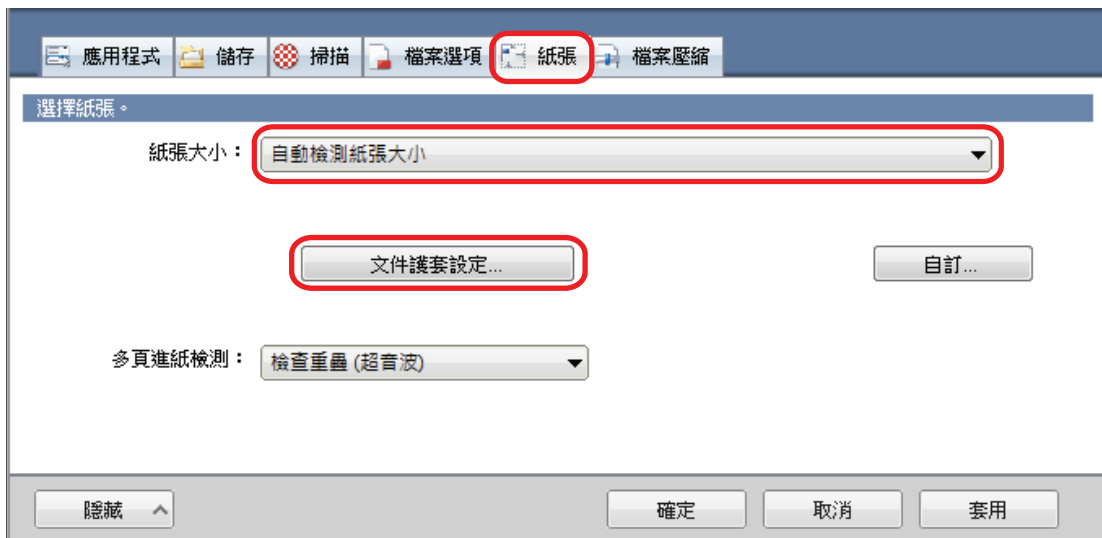 應用程式 儲存 掃描 檔案選項 紙張 檔案壓縮
選擇紙張。
紙張大小： 自動檢測紙張大小
文件護套設定... 自訂...
多頁進紙檢測： 檢查重疊 (超音波)
隱藏 確定 取消 套用